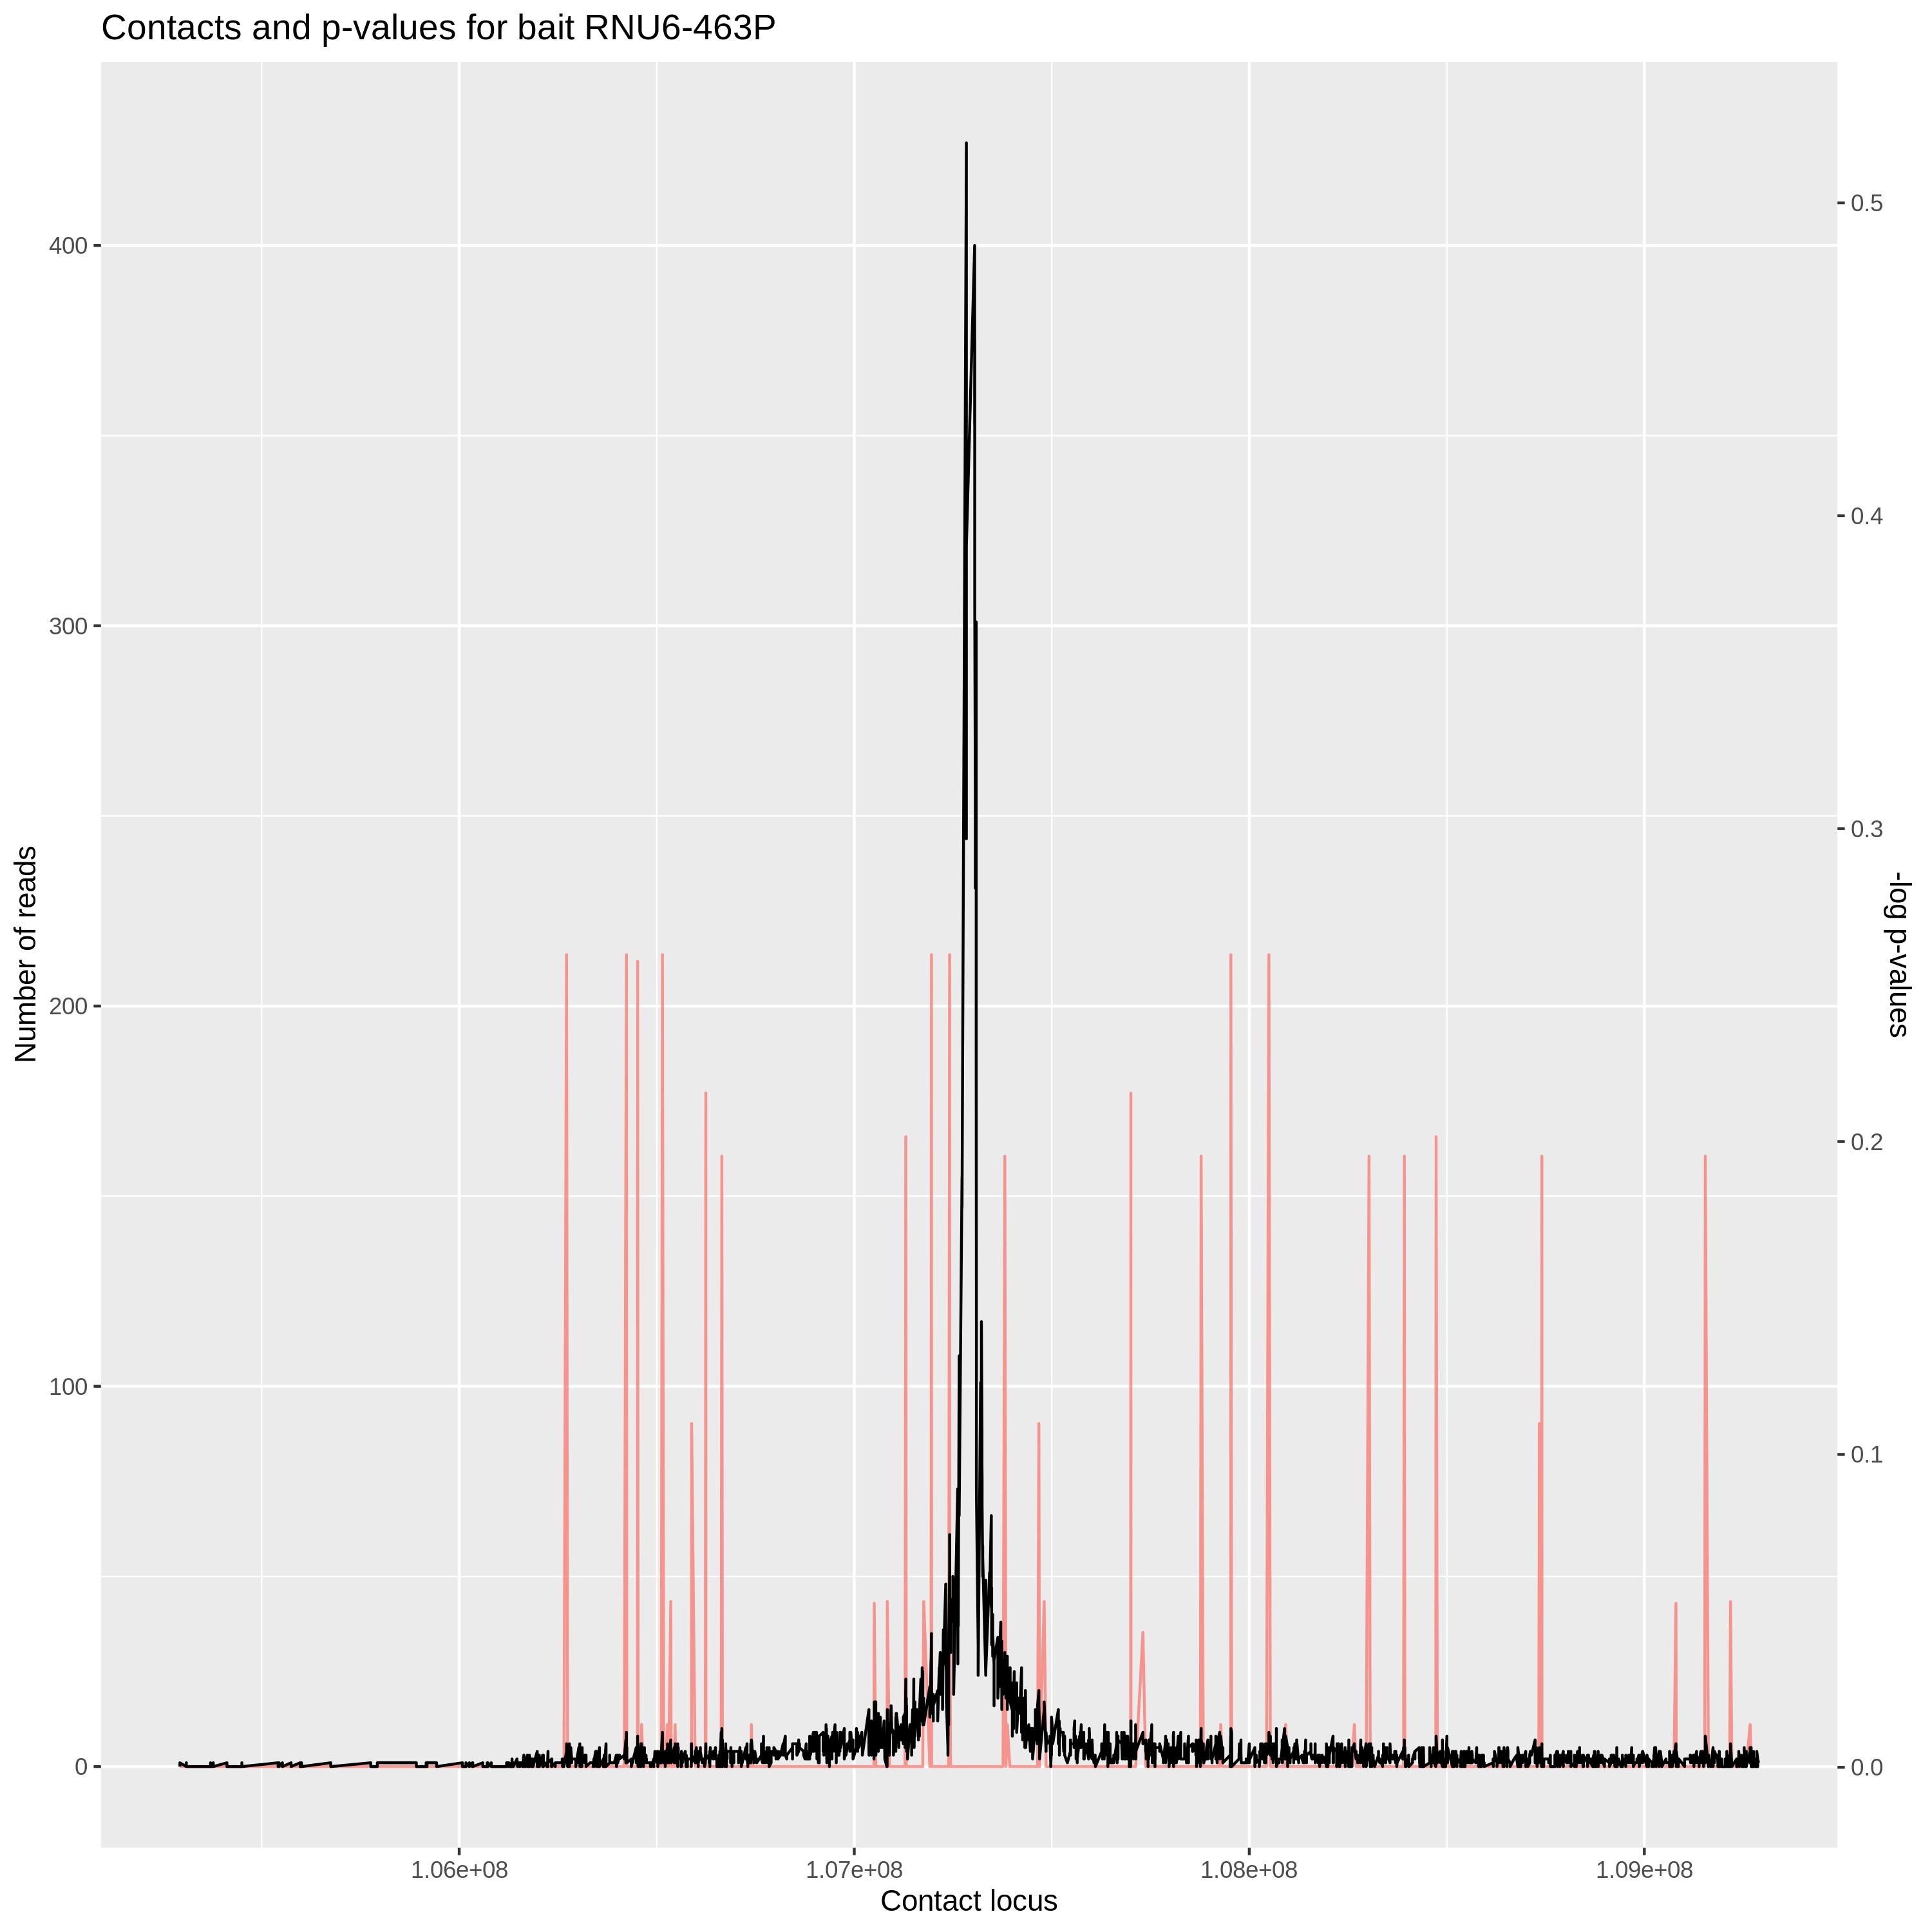 Contacts and p-values for bait RNU6-463P
Number of reads
400
300
200
100
0
0.5
0.4
0.3
0.2
0.1
0.0
-log p-values
1.06e+08
1.07e+08
1.08e+08
1.09e+08
Contact locus